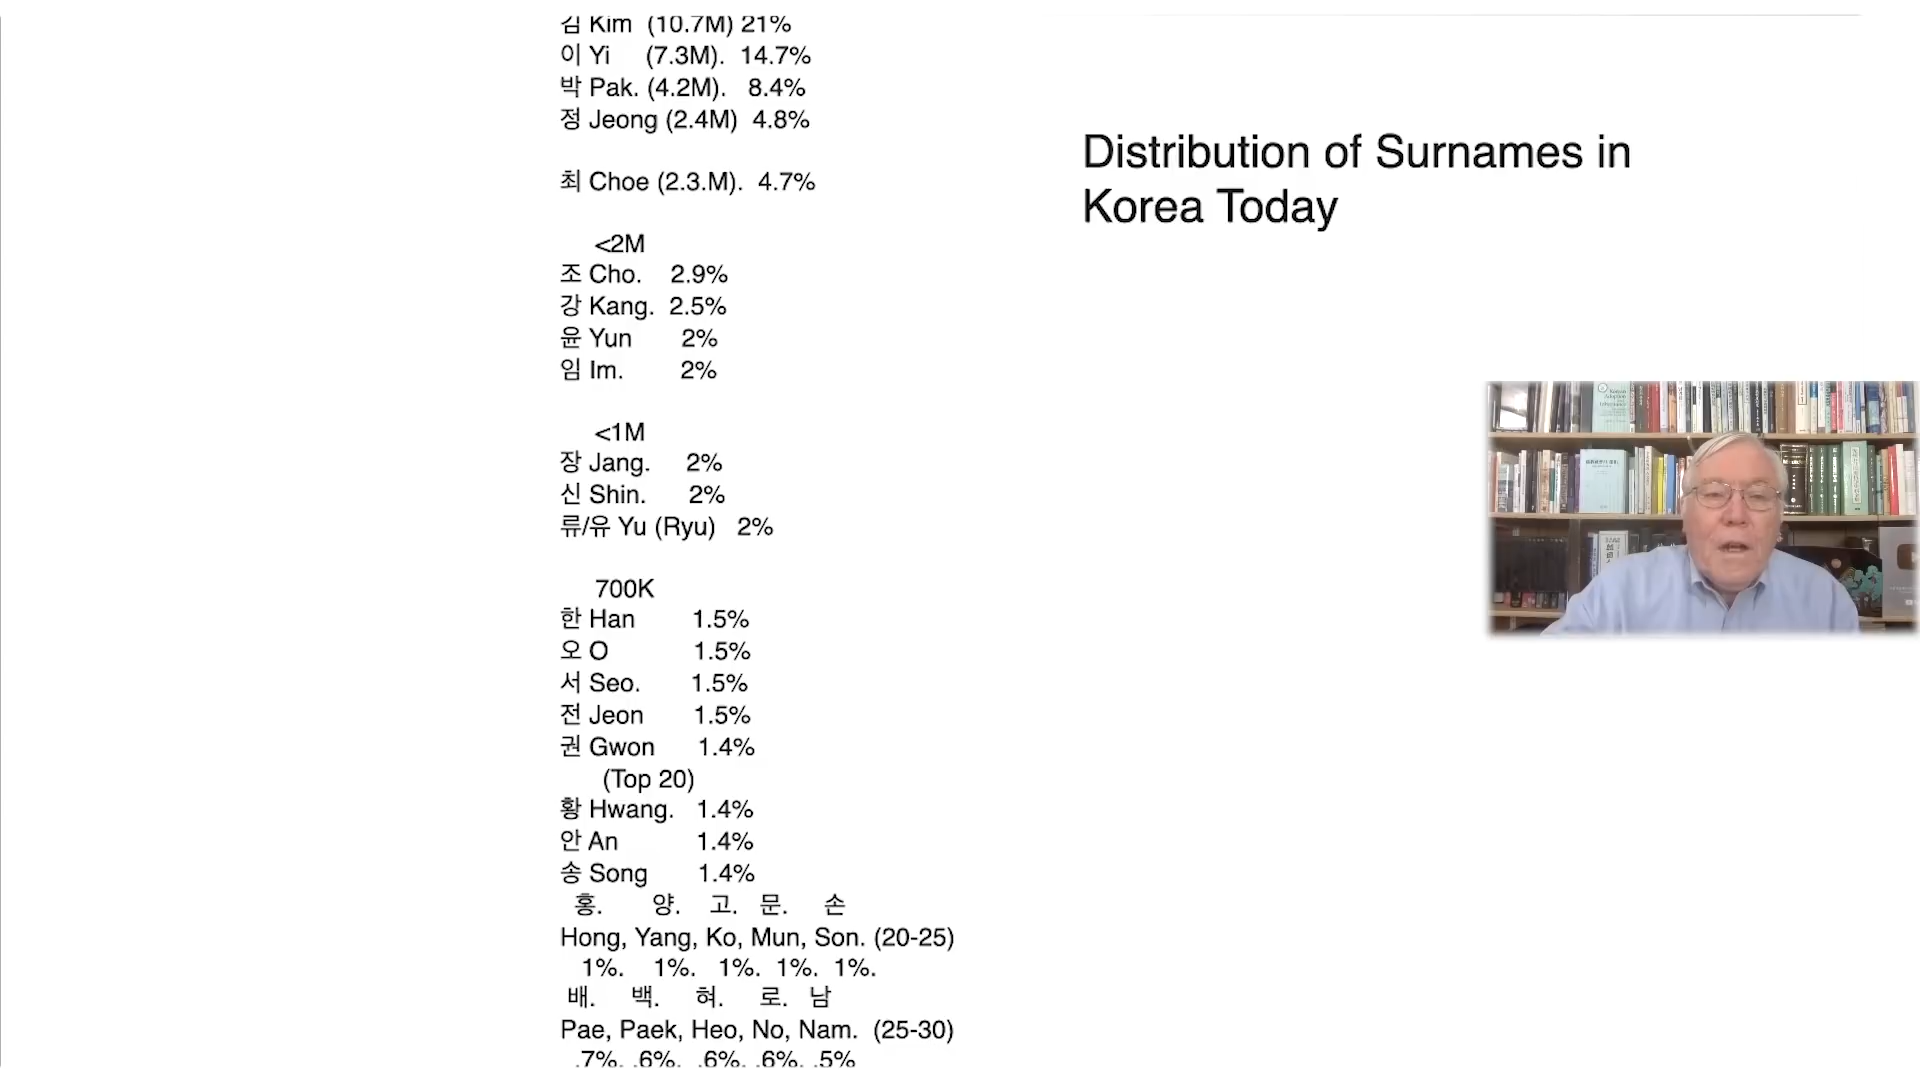 김 Kim (10.7M) 21%
이 Yi (7.3M). 14.7%
박 Pak. (4.2M). 8.4%
정 Jeong (2.4M) 4.8%
최 Choe (2.3.M). 4.7%
<2M
조 Cho. 2.9%
강 Kang. 2.5%
윤 Yun 2%
임 Im. 2%
<1M
장 Jang. 2%
신 Shin. 2%
류/유 Yu (Ryu) 2%
700K
한 Han 1.5%
오 O 1.5%
서 Seo. 1.5%
전 Jeon 1.5%
권 Gwon 1.4%
(Top 20)
황 Hwang. 1.4%
안 An 1.4%
송 Song 1.4%
홍. 양. 고. 문. 손
Hong, Yang, Ko, Mun, Son. (20-25)
1%. 1%. 1%. 1%. 1%.
배. 백. 혀. 로. 남
Pae, Paek, Heo, No, Nam. (25-30)
.7%. .6%. .6%. .6%. .5%
Distribution of Surnames in
Korea Today